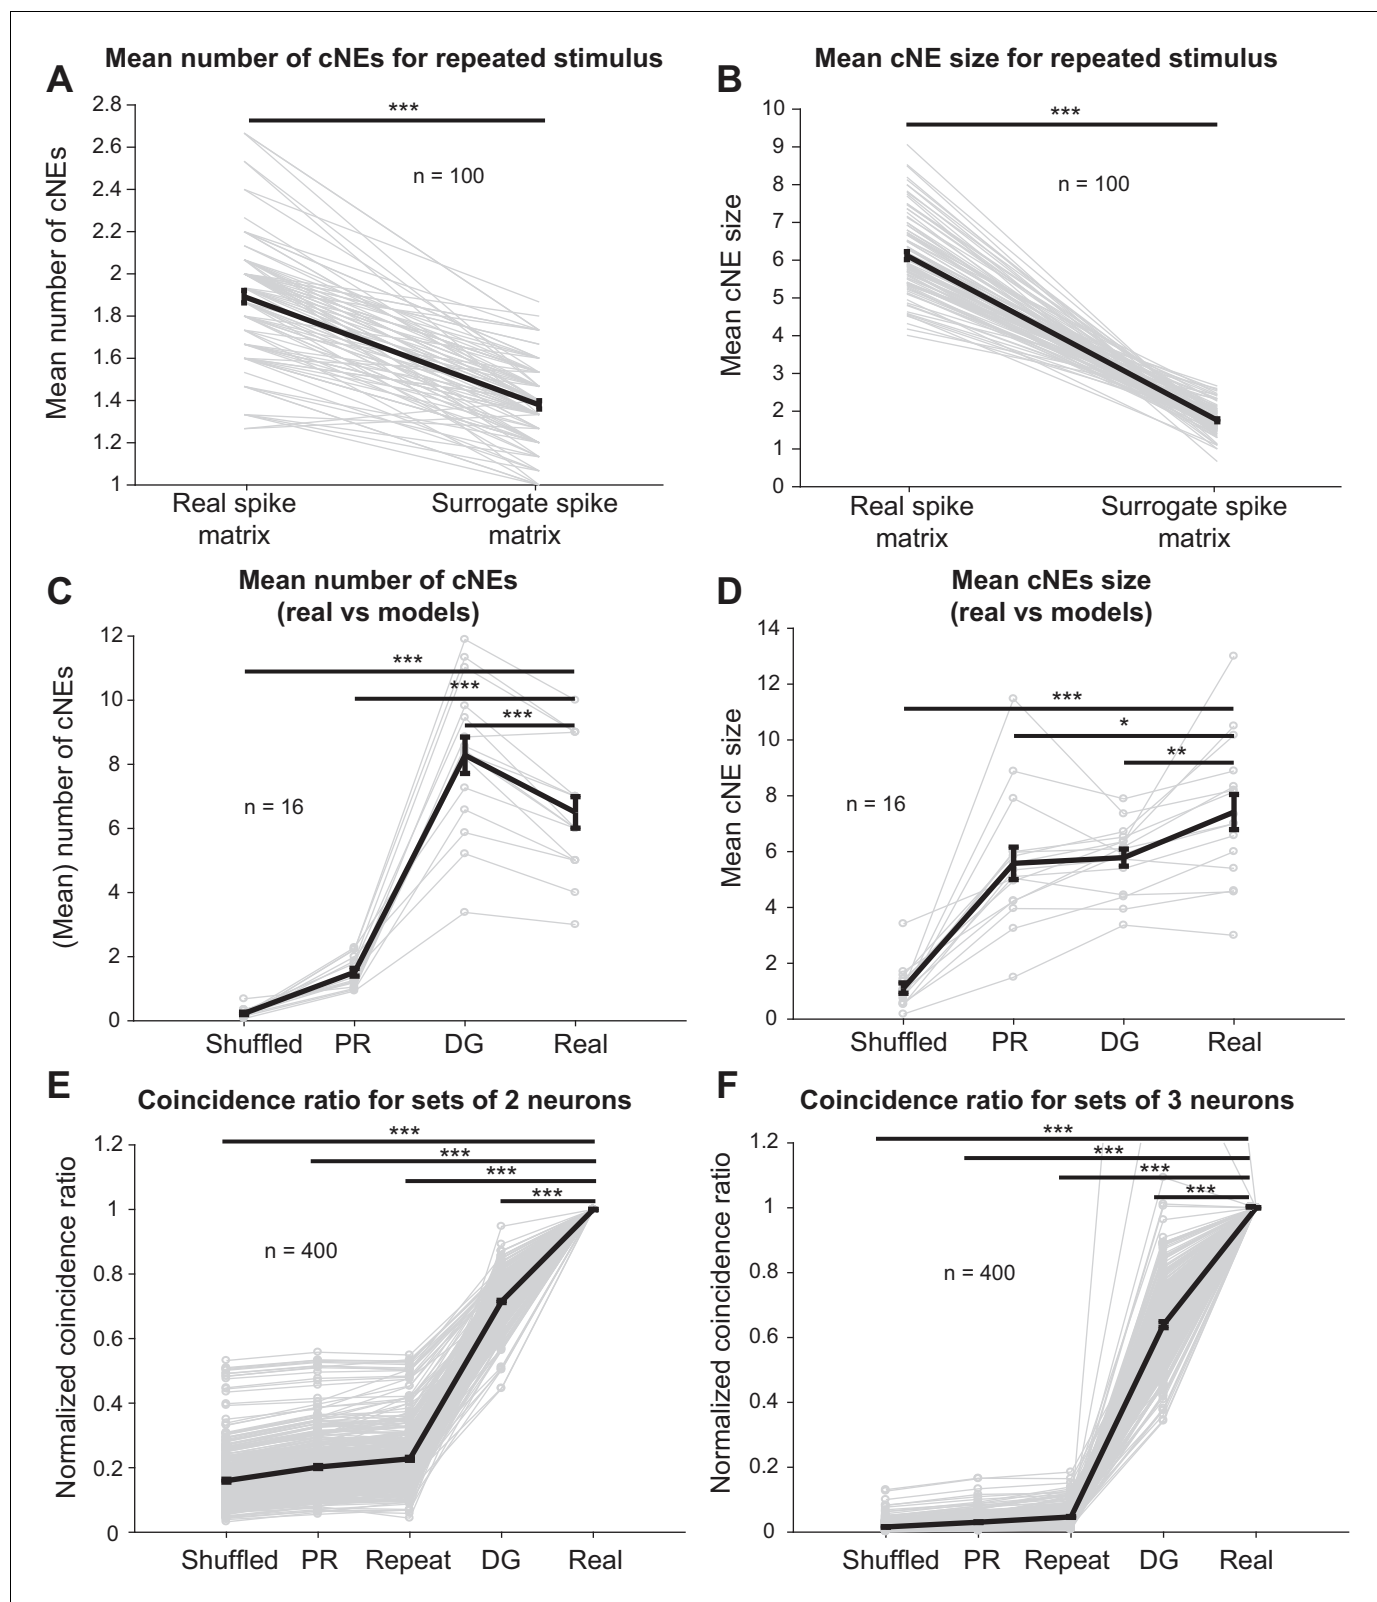 A
Mean number of cNEs for repeated stimulus
Mean number of cNEs
2.8
2.6
2.4
2.2
2
1.8
1.6
1.4
1.2
1
***
n = 100
Real spike
matrix
Surrogate spike
matrix
B
Mean cNE size for repeated stimulus
Mean cNE size
10
9
8
7
6
5
4
3
2
1
0
***
n = 100
Real spike
matrix
Surrogate spike
matrix
C
Mean number of cNEs
(real vs models)
(Mean) number of cNEs
12
10
8
6
4
2
0
***
***
***
n = 16
Shuffled PR DG Real
D
Mean cNEs size
(real vs models)
Mean cNE size
14
12
10
8
6
4
2
0
***
*
**
n = 16
Shuffled PR DG Real
E
Coincidence ratio for sets of 2 neurons
Normalized coincidence ratio
1.2
1
0.8
0.6
0.4
0.2
0
***
***
***
***
n = 400
Shuffled PR Repeat DG Real
F
Coincidence ratio for sets of 3 neurons
Normalized coincidence ratio
1.2
1
0.8
0.6
0.4
0.2
0
***
***
***
***
n = 400
Shuffled PR Repeat DG Real